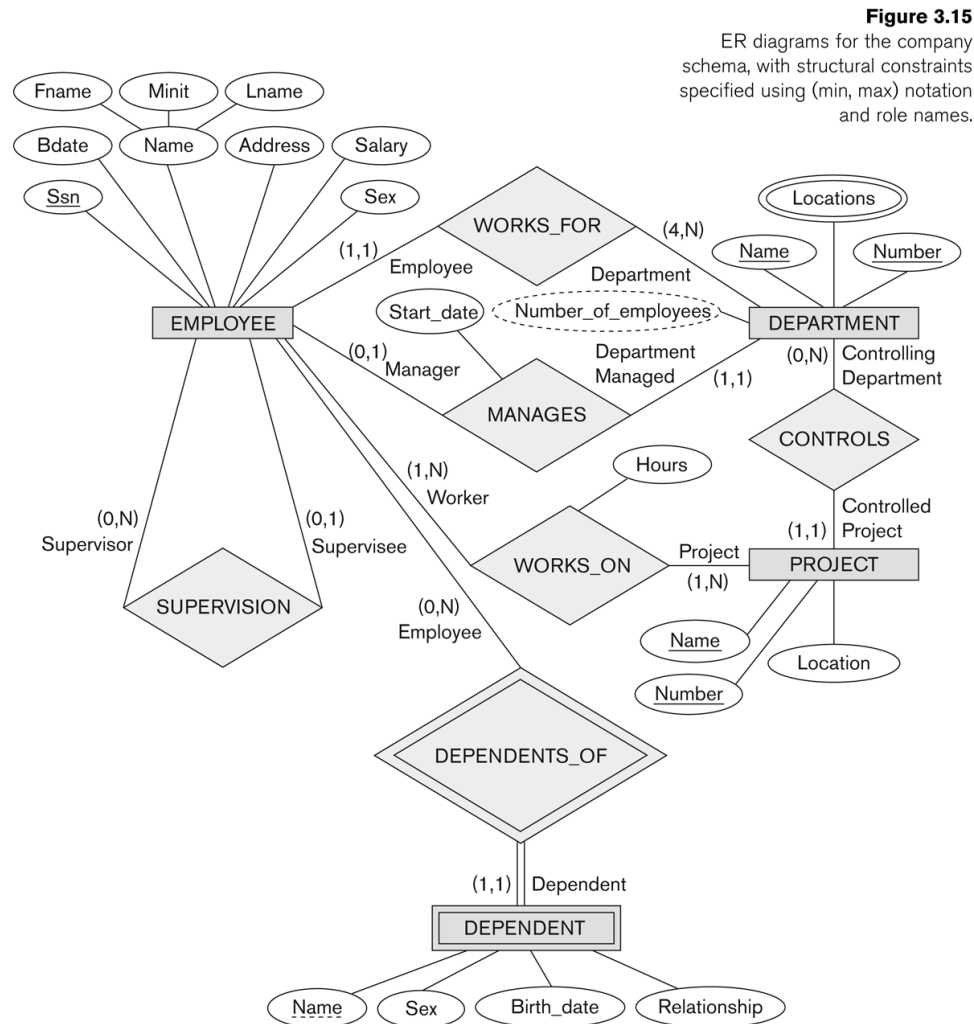 Figure 3.15
ER diagrams for the company
schema, with structural constraints
specified using (min, max) notation
and role names.
Fname
Minit
Lname
Bdate
Name
Address
Salary
Ssn
Sex
WORKS_FOR
Locations
(1,1)
Employee
(4,N)
Department
Name
Number
Start_date
Number_of_employees
EMPLOYEE
DEPARTMENT
(0,1)
Manager
Department
Managed
(1,1)
MANAGES
(0,N)
Controlling
Department
CONTROLS
Hours
(1,N)
Worker
(0,N)
Supervisor
(0,1)
Supervisee
Controlled
Project
(1,1)
WORKS_ON
Project
(1,N)
PROJECT
SUPERVISION
(0,N)
Employee
Name
Location
Number
DEPENDENTS_OF
(1,1)
Dependent
DEPENDENT
Name
Sex
Birth_date
Relationship